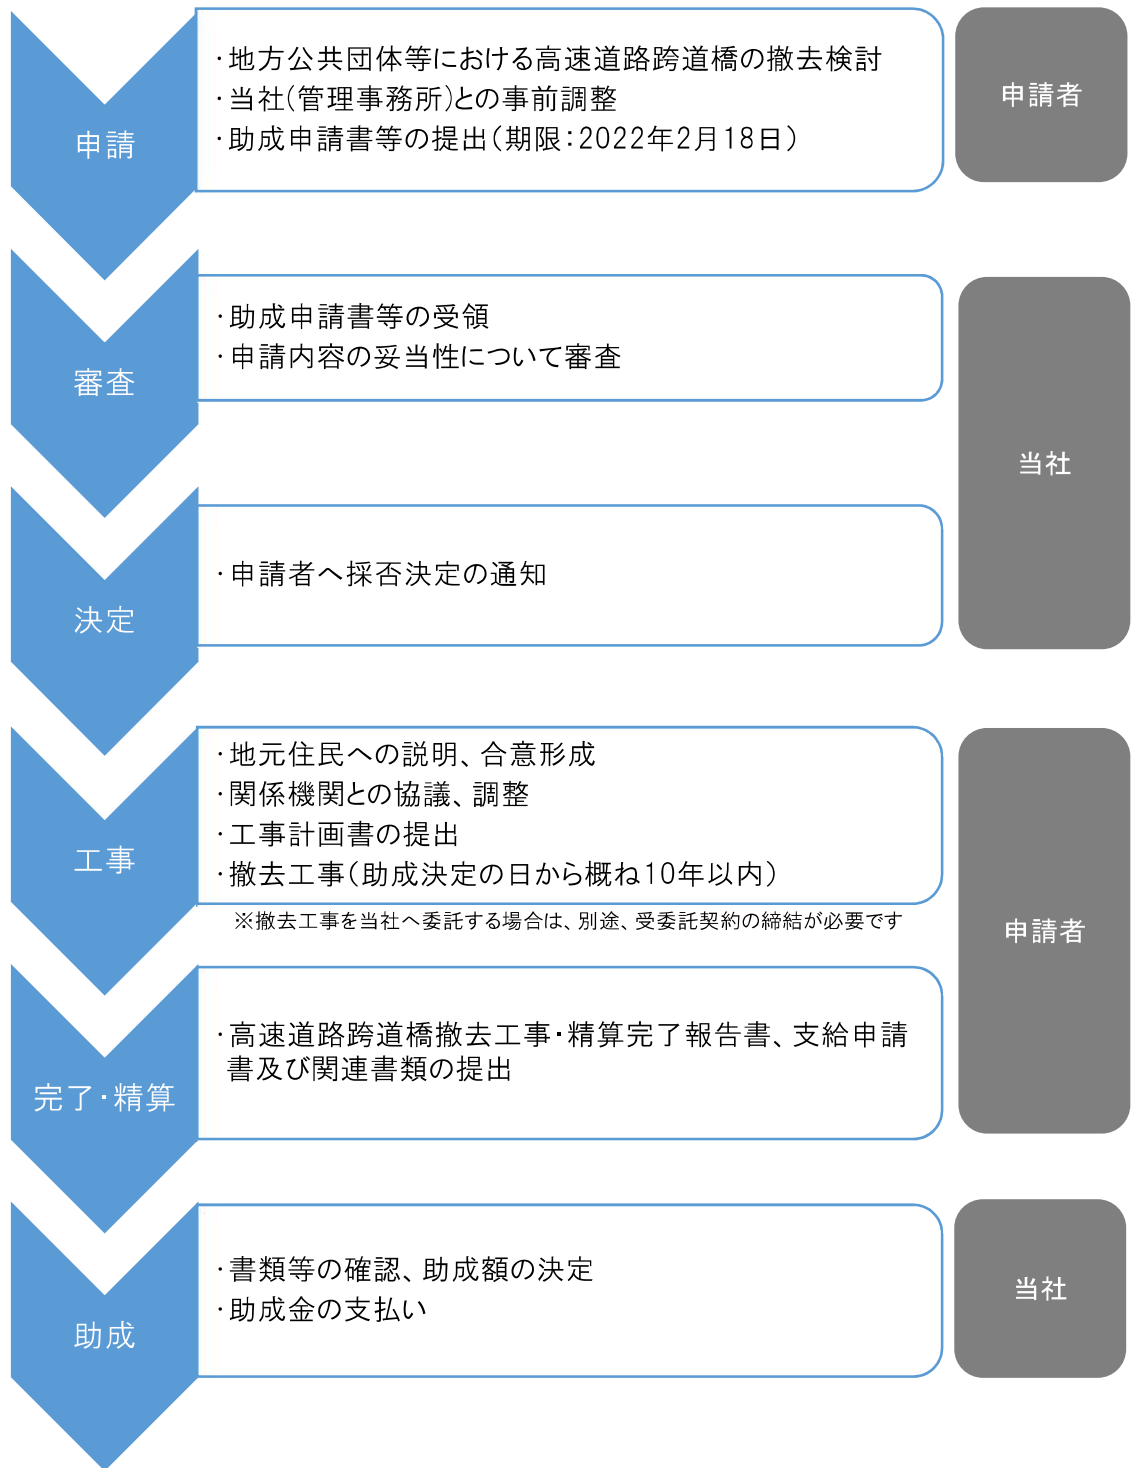 申請
・地方公共団体等における高速道路跨道橋の撤去検討
・当社(管理事務所)との事前調整
・助成申請書等の提出(期限：2022年2月18日)
申請者
審査
・助成申請書等の受領
・申請内容の妥当性について審査
当社
決定
・申請者へ採否決定の通知
工事
・地元住民への説明、合意形成
・関係機関との協議、調整
・工事計画書の提出
・撤去工事(助成決定の日から概ね10年以内)
※撤去工事を当社へ委託する場合は、別途、受委託契約の締結が必要です
申請者
完了・精算
・高速道路跨道橋撤去工事・精算完了報告書、支給申請
書及び関連書類の提出
助成
・書類等の確認、助成額の決定
・助成金の支払い
当社